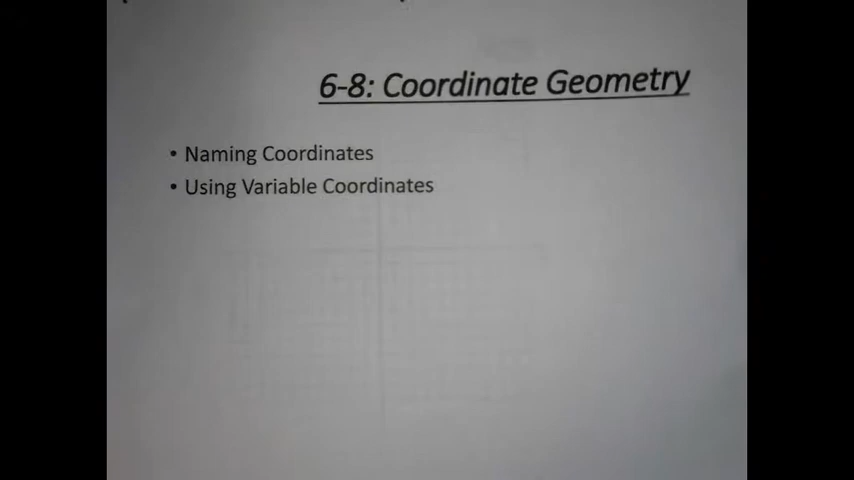 6-8: Coordinate Geometry
• Naming Coordinates
• Using Variable Coordinates